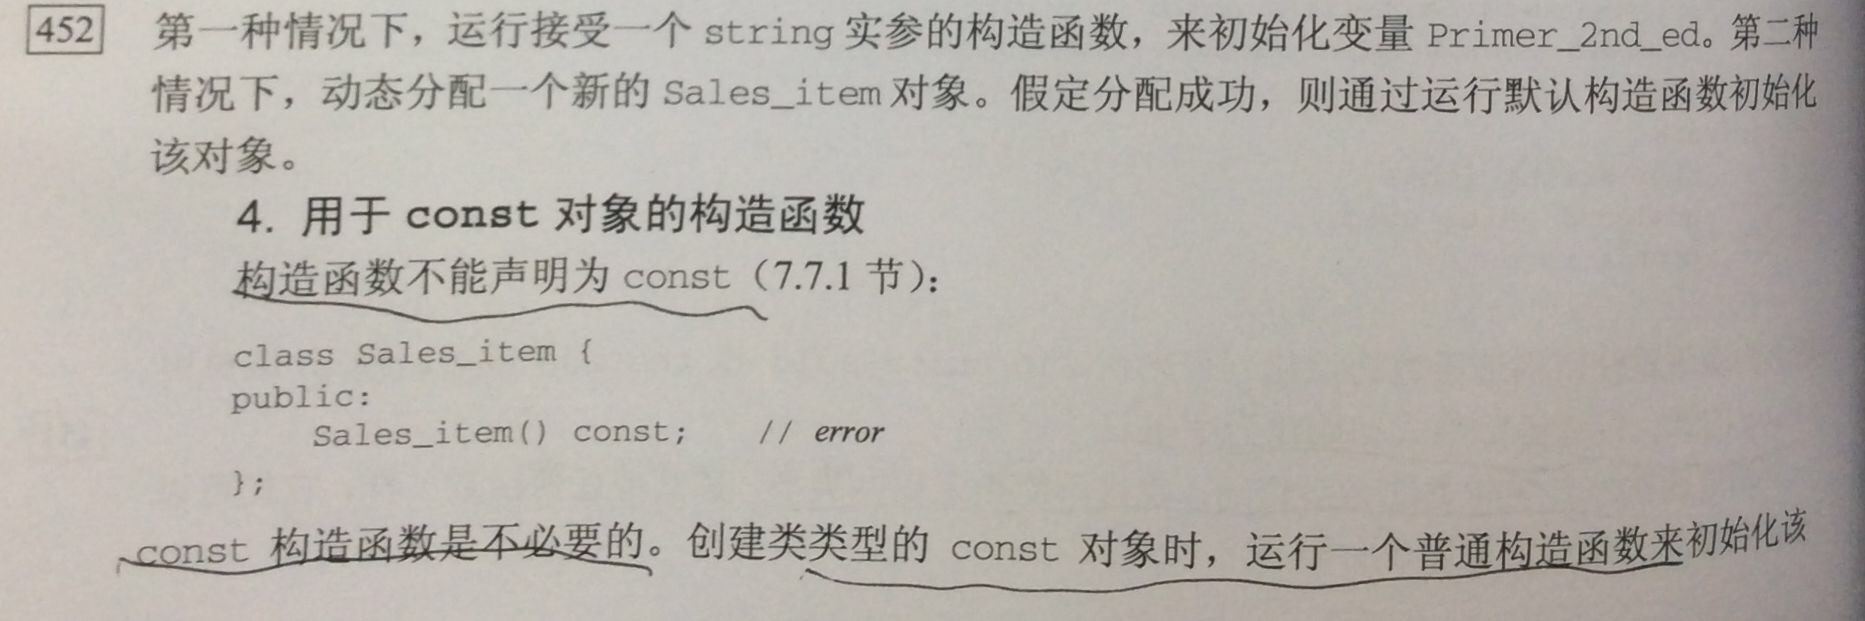 452 第一种情况下，运行接受一个 string 实参的构造函数，来初始化变量 Primer_2nd_ed。第二种
情况下，动态分配一个新的 Sales_item 对象。假定分配成功，则通过运行默认构造函数初始化
该对象。
4. 用于 const 对象的构造函数
构造函数不能声明为 const（7.7.1 节）：
class Sales_item {
public:
Sales_item() const; // error
};
const 构造函数是不必要的。创建类类型的 const 对象时，运行一个普通构造函数来初始化该